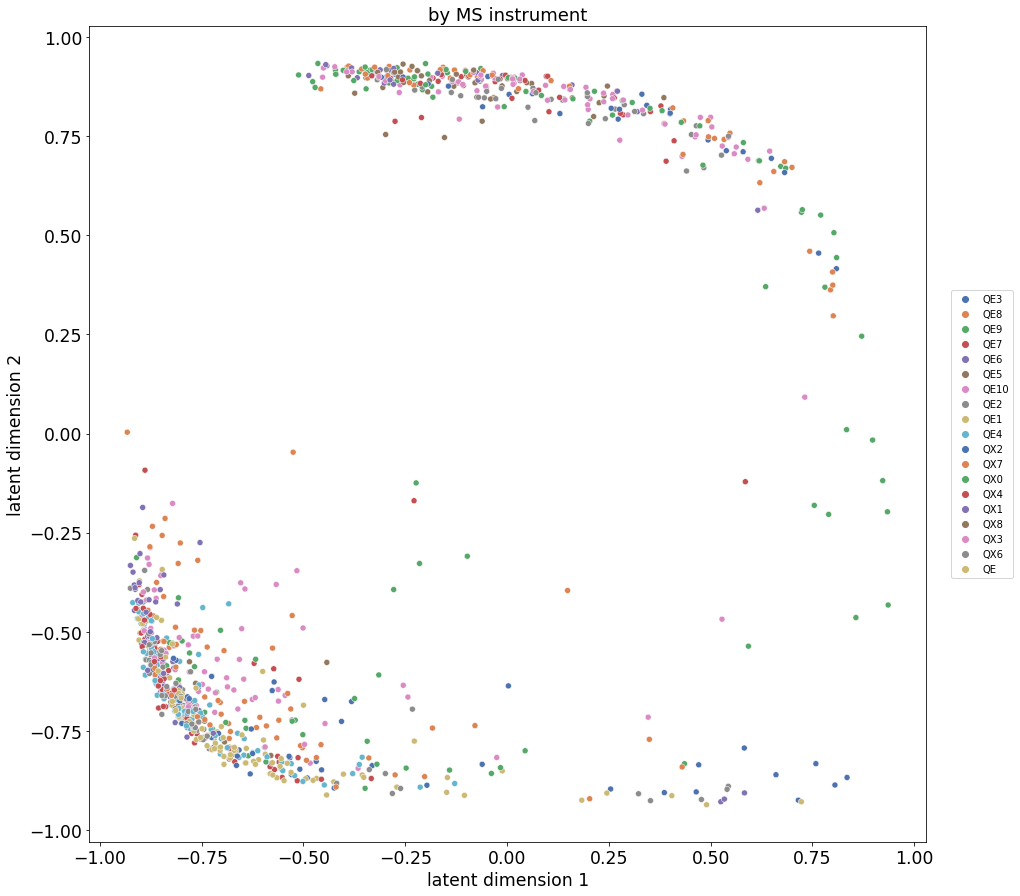 by MS instrument
1.00
0.75
0.50
0.25
0.00
−0.25
−0.50
−0.75
−1.00
latent dimension 2
−1.00
−0.75
−0.50
−0.25
0.00
0.25
0.50
0.75
1.00
latent dimension 1
QE3
QE8
QE9
QE7
QE6
QE5
QE10
QE2
QE1
QE4
QX2
QX7
QX0
QX4
QX1
QX8
QX3
QX6
QE